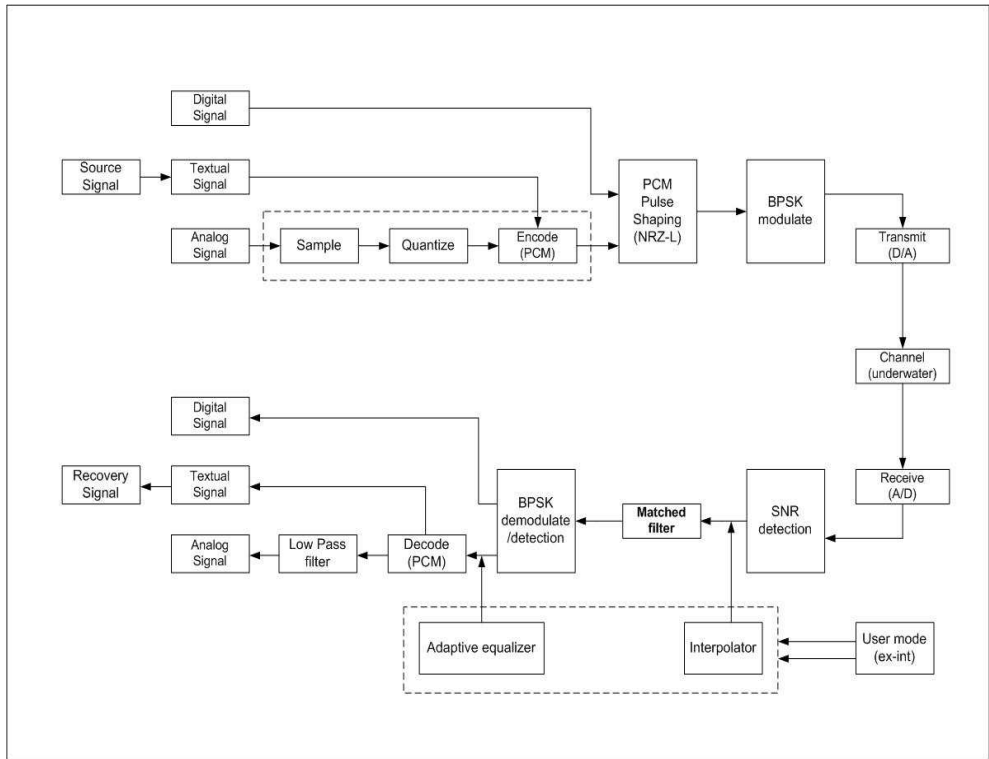 Digital
Signal
Source
Signal
Textual
Signal
Analog
Signal
Sample
Quantize
Encode
(PCM)
PCM
Pulse
Shaping
(NRZ-L)
BPSK
modulate
Transmit
(D/A)
Channel
(underwater)
Receive
(A/D)
SNR
detection
Matched
filter
BPSK
demodulate
/detection
Digital
Signal
Recovery
Signal
Textual
Signal
Analog
Signal
Low Pass
filter
Decode
(PCM)
Adaptive equalizer
Interpolator
User mode
(ex-int)